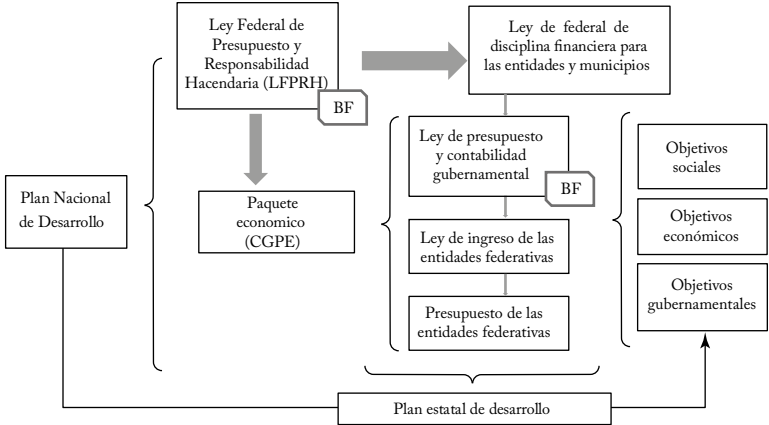 Ley Federal de
Presupuesto y
Responsabilidad
Hacendaria (LFPRH)
BF
Ley de federal de
disciplina financiera para
las entidades y municipios
Ley de presupuesto
y contabilidad
gubernamental
BF
Objetivos
sociales
Plan Nacional
de Desarrollo
Paquete
economico
(CGPE)
Ley de ingreso de las
entidades federativas
Objetivos
económicos
Presupuesto de las
entidades federativas
Objetivos
gubernamentales
Plan estatal de desarrollo